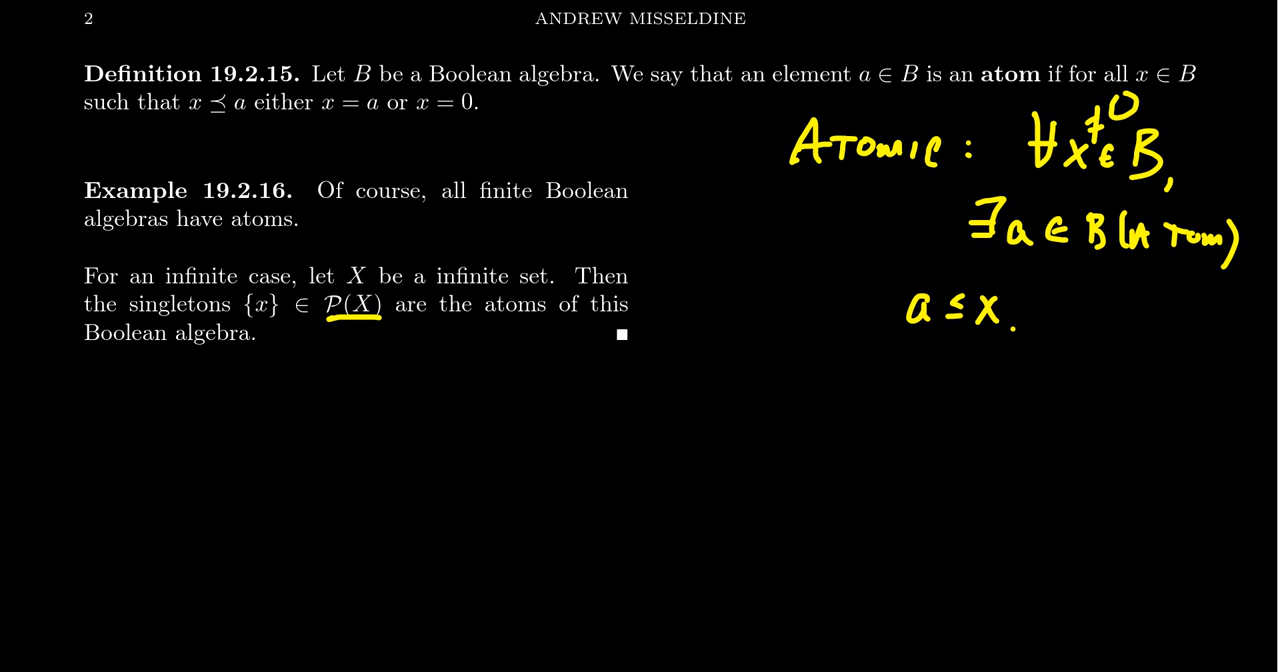 2 ANDREW MISSELDINE
Definition 19.2.15. Let B be a Boolean algebra. We say that an element a ∈ B is an atom if for all x ∈ B
such that x ⪯ a either x = a or x = 0.
ATOMIC : ∀ x ≠0 ∈ B,
∃ a ∈ B (ATOM)
a ≤ x.
Example 19.2.16. Of course, all finite Boolean
algebras have atoms.
For an infinite case, let X be a infinite set. Then
the singletons {x} ∈ 𝒫(X) are the atoms of this
Boolean algebra. ■